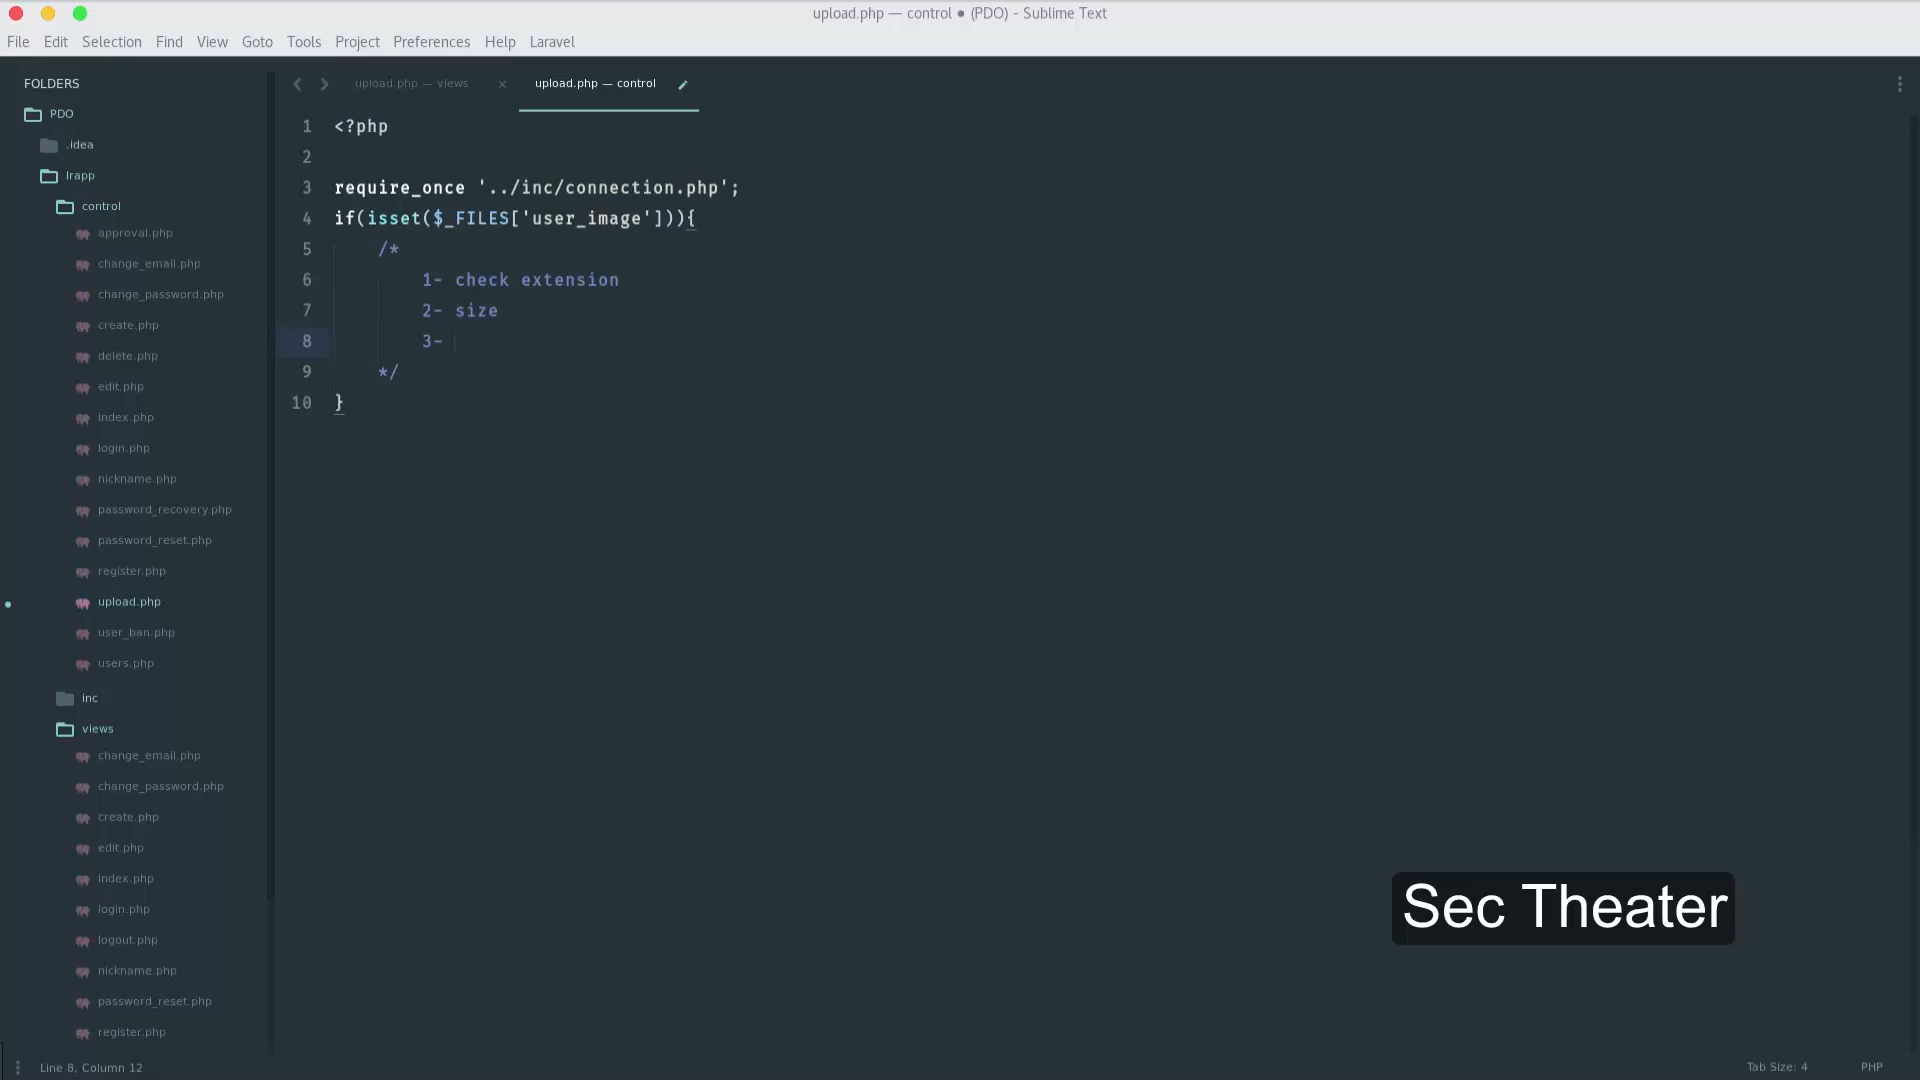 upload.php — control • (PDO) - Sublime Text
File Edit Selection Find View Goto Tools Project Preferences Help Laravel
FOLDERS
PDO
.idea
lrapp
control
approval.php
change_email.php
change_password.php
create.php
delete.php
edit.php
index.php
login.php
nickname.php
password_recovery.php
password_reset.php
register.php
upload.php
user_ban.php
users.php
inc
views
change_email.php
change_password.php
create.php
edit.php
index.php
login.php
logout.php
nickname.php
password_reset.php
register.php
upload.php — views × upload.php — control
1 <?php
2
3 require_once '../inc/connection.php';
4 if(isset($_FILES['user_image'])){
5 /*
6 1- check extension
7 2- size
8 3-
9 */
10 }
Sec Theater
Line 8, Column 12 Tab Size: 4 PHP